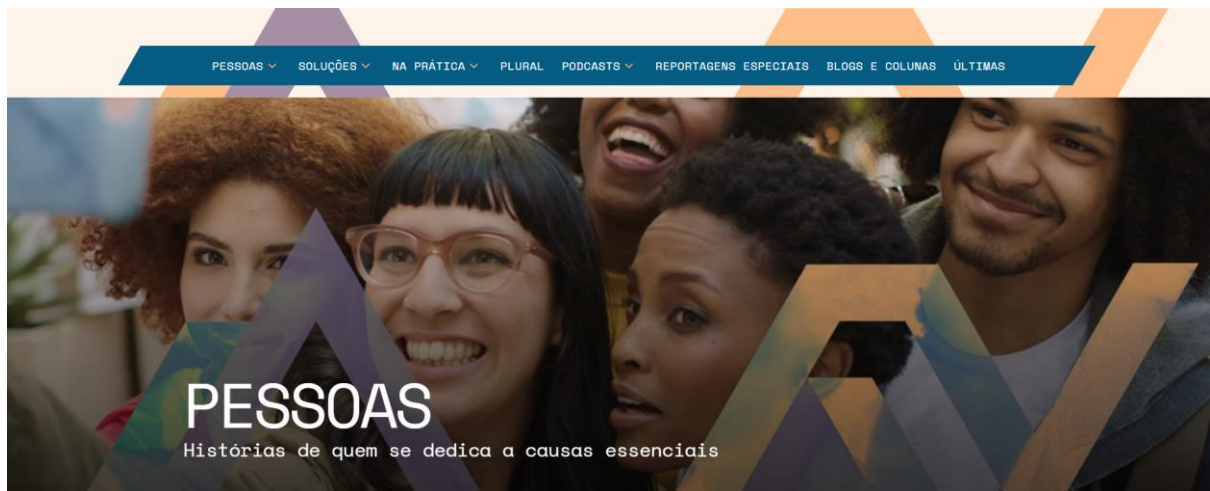 PESSOAS SOLUÇÕES NA PRÁTICA PLURAL PODCASTS REPORTAGENS ESPECIAIS BLOGS E COLUNAS ÚLTIMAS
PESSOAS
Histórias de quem se dedica a causas essenciais